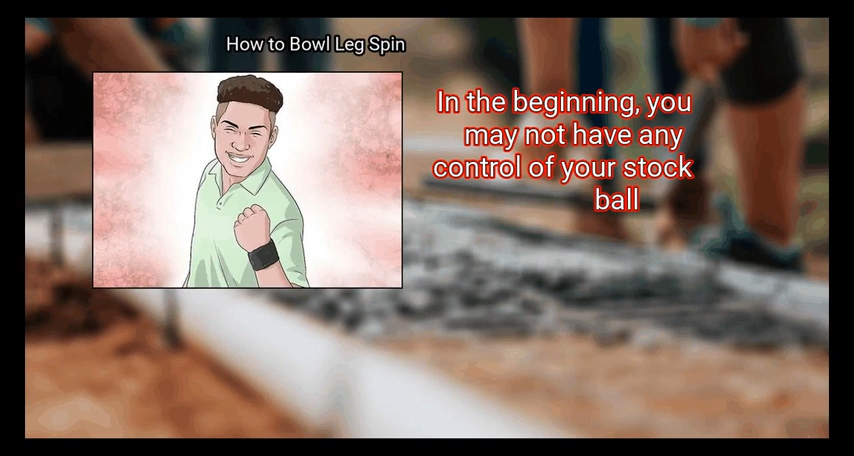 How to Bowl Leg Spin
In the beginning, you
may not have any
control of your stock
ball